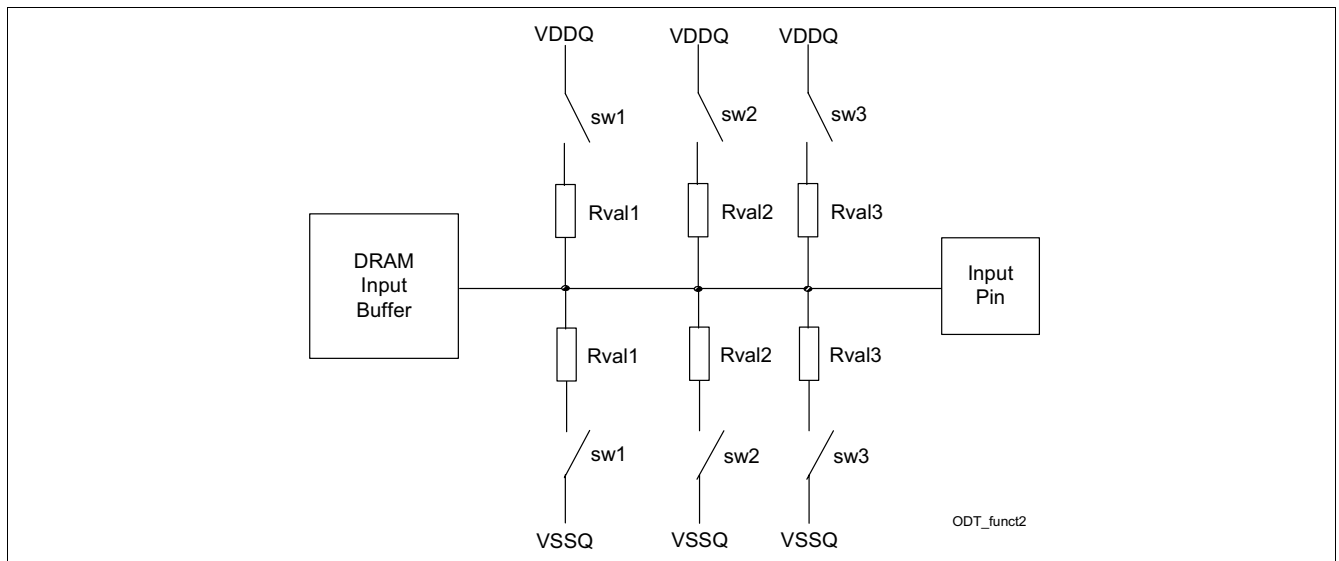 VDDQ VDDQ VDDQ
sw1 sw2 sw3
Rval1 Rval2 Rval3
DRAM
Input
Buffer
Input
Pin
Rval1 Rval2 Rval3
sw1 sw2 sw3
ODT_funct2
VSSQ VSSQ VSSQ